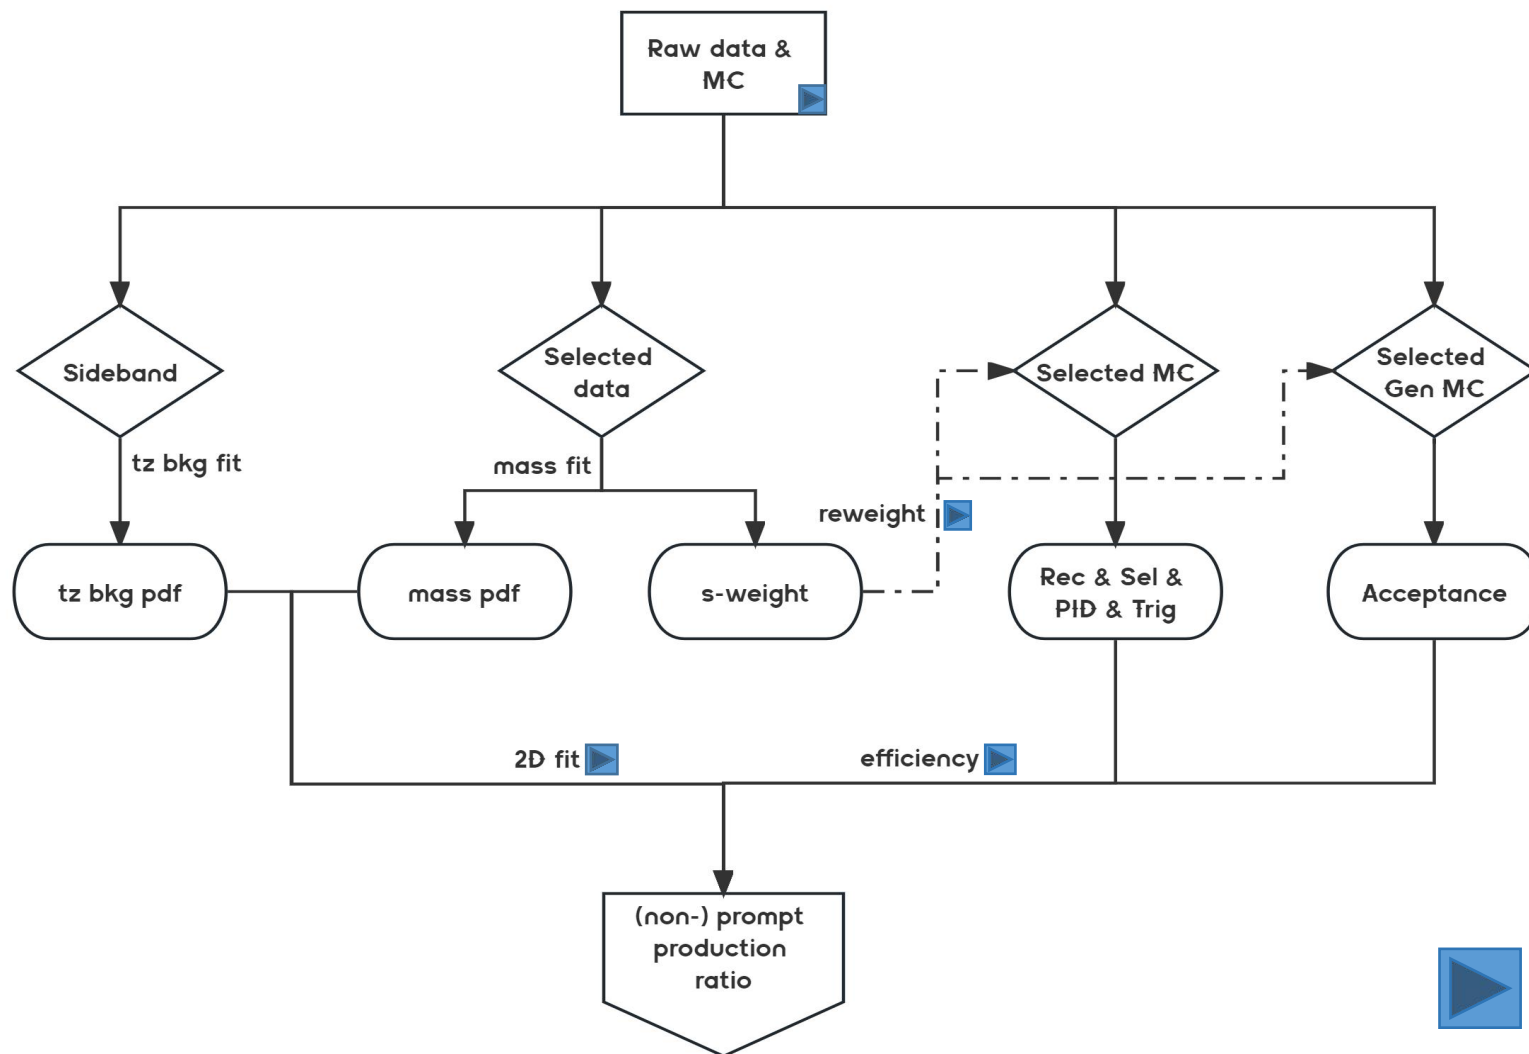 Raw data &
MC
Sideband
Selected
data
Selected MC
Selected
Gen MC
tz bkg fit
mass fit
reweight
tz bkg pdf
mass pdf
s-weight
Rec & Sel &
PID & Trig
Acceptance
2D fit
efficiency
(non-) prompt
production
ratio